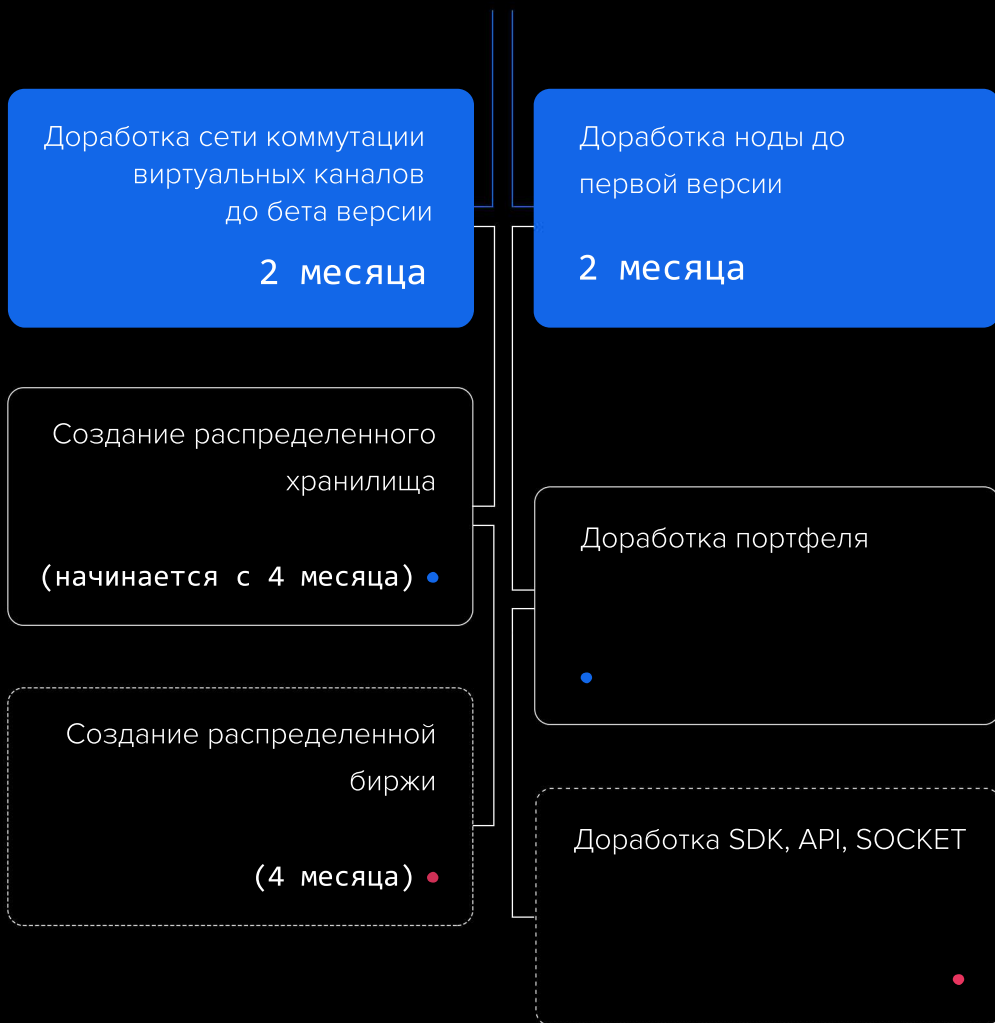 Доработка сети коммутации
виртуальных каналов
до бета версии
2 месяца
Доработка ноды до
первой версии
2 месяца
Создание распределенного
хранилища
(начинается с 4 месяца)
Доработка портфеля
Создание распределенной
биржи
(4 месяца)
Доработка SDK, API, SOCKET